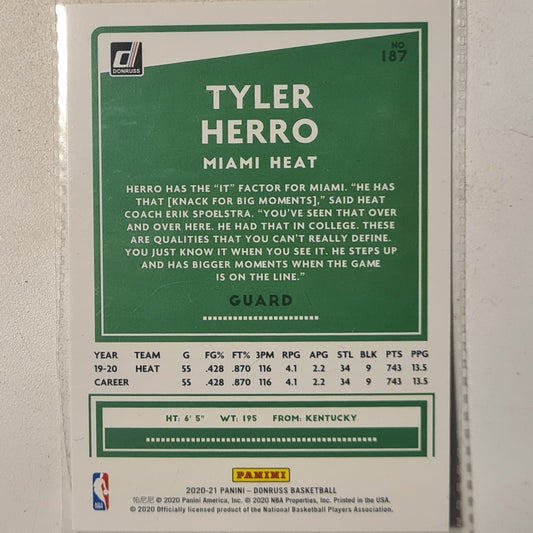 DONRUSS
NO
187
TYLER
HERRO
MIAMI HEAT
HERRO HAS THE "IT" FACTOR FOR MIAMI. "HE HAS
THAT [KNACK FOR BIG MOMENTS]," SAID HEAT
COACH ERIK SPOELSTRA. "YOU'VE SEEN THAT OVER
AND OVER HERE. HE HAD THAT IN COLLEGE. THESE
ARE QUALITIES THAT YOU CAN'T REALLY DEFINE.
YOU JUST KNOW IT WHEN YOU SEE IT. HE STEPS UP
AND HAS BIGGER MOMENTS WHEN THE GAME
IS ON THE LINE."
GUARD
YEAR TEAM G FG% FT% 3PM RPG APG STL BLK PTS PPG
19-20 HEAT 55 .428 .870 116 4.1 2.2 34 9 743 13.5
CAREER 55 .428 .870 116 4.1 2.2 34 9 743 13.5
HT: 6' 5" WT: 195 FROM: KENTUCKY
PANINI
2020-21 PANINI – DONRUSS BASKETBALL
帕尼尼 © 2020 Panini America, Inc. © 2020 NBA Properties, Inc. Printed in the USA.
© 2020 Officially licensed product of the National Basketball Players Association.
NBA